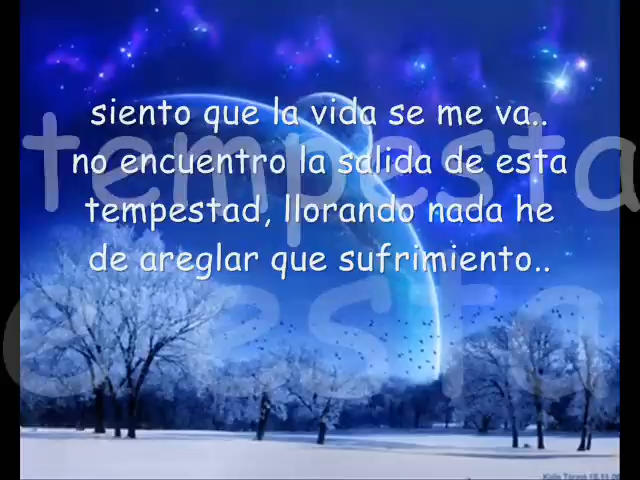 siento que la vida se me va..
no encuentro la salida de esta
tempestad, llorando nada he
de areglar que sufrimiento..
tempesta
e esta